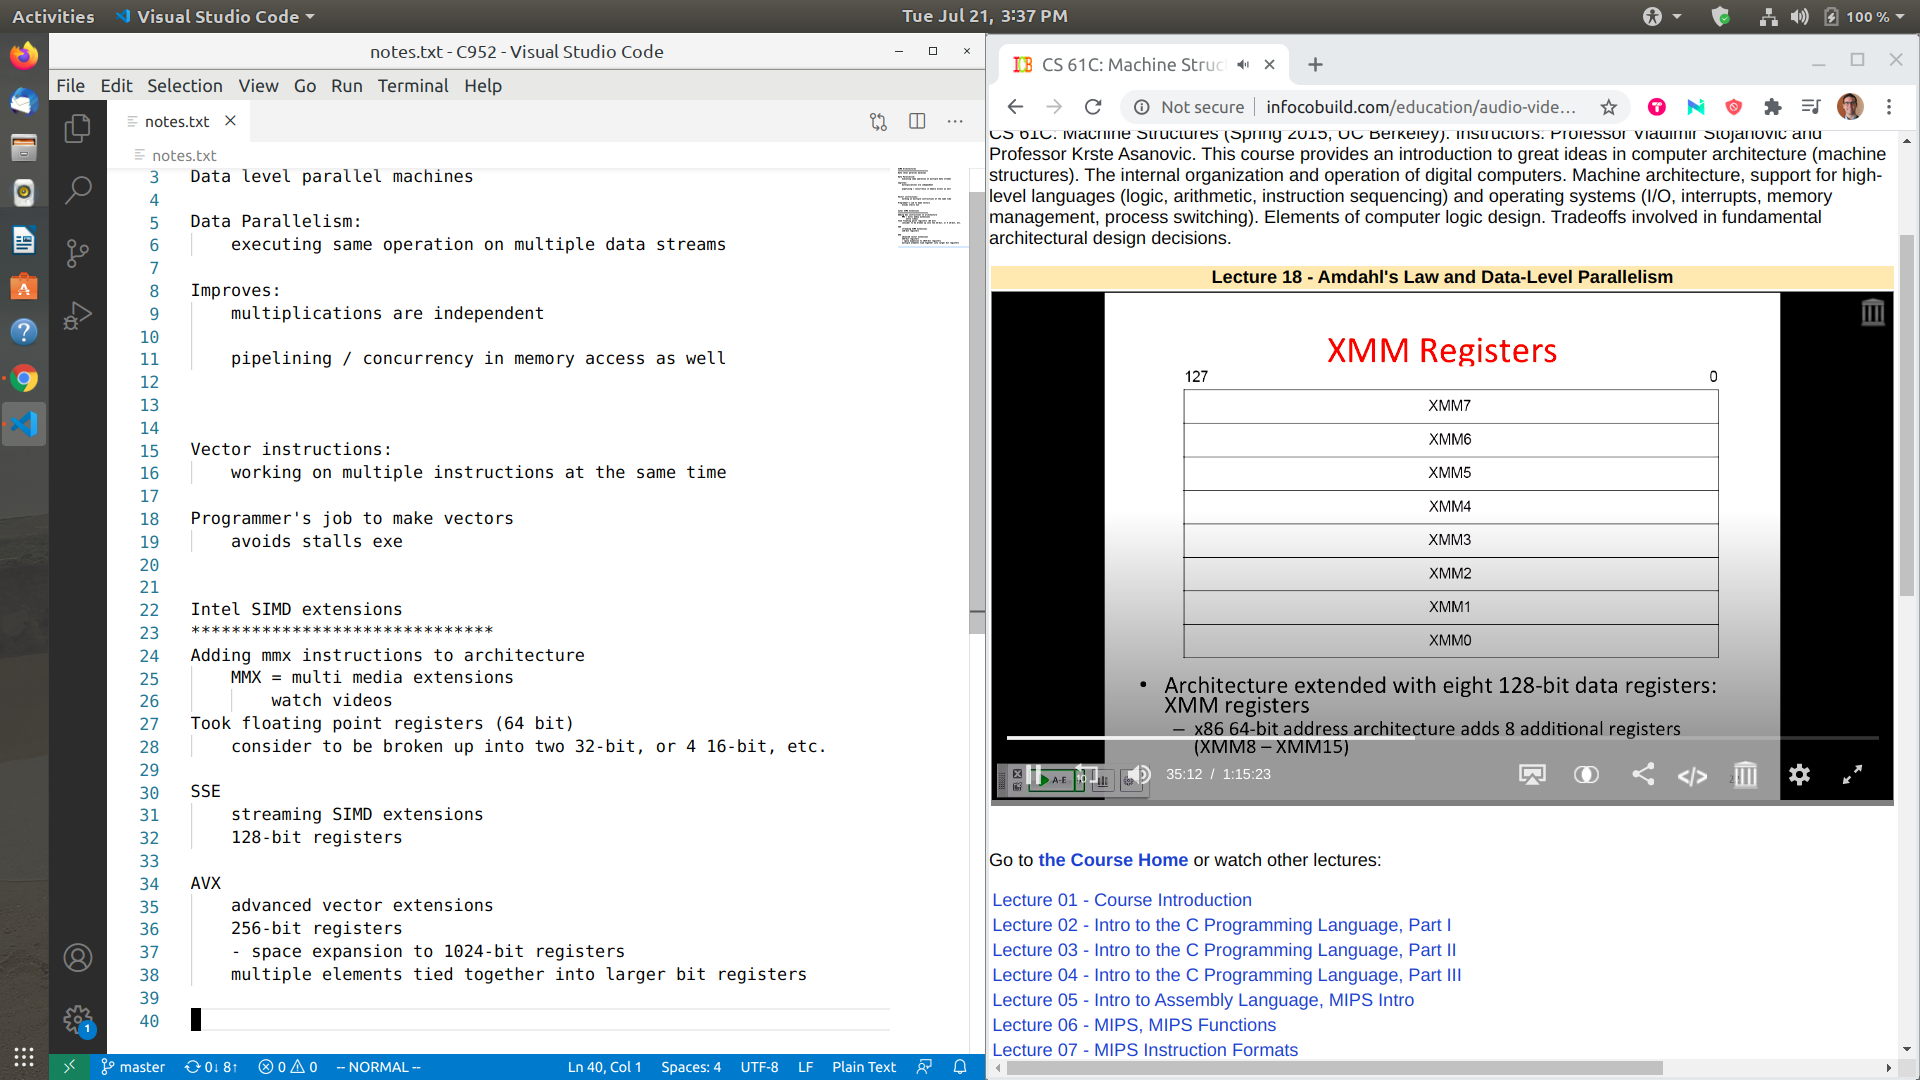 Activities
Visual Studio Code
Tue Jul 21, 3:37 PM
100 %
notes.txt - C952 - Visual Studio Code
File Edit Selection View Go Run Terminal Help
notes.txt
notes.txt
3 Data level parallel machines
4
5 Data Parallelism:
6 executing same operation on multiple data streams
7
8 Improves:
9 multiplications are independent
10
11 pipelining / concurrency in memory access as well
12
13
14
15 Vector instructions:
16 working on multiple instructions at the same time
17
18 Programmer's job to make vectors
19 avoids stalls exe
20
21
22 Intel SIMD extensions
23 ******************************
24 Adding mmx instructions to architecture
25 MMX = multi media extensions
26 watch videos
27 Took floating point registers (64 bit)
28 consider to be broken up into two 32-bit, or 4 16-bit, etc.
29
30 SSE
31 streaming SIMD extensions
32 128-bit registers
33
34 AVX
35 advanced vector extensions
36 256-bit registers
37 - space expansion to 1024-bit registers
38 multiple elements tied together into larger bit registers
39
40
1
master 0↓ 8↑ 0 0 -- NORMAL -- Ln 40, Col 1 Spaces: 4 UTF-8 LF Plain Text
CS 61C: Machine Struc
Not secure infocobuild.com/education/audio-vide...
CS 61C: Machine Structures (Spring 2015, UC Berkeley). Instructors: Professor Vladimir Stojanovic and
Professor Krste Asanovic. This course provides an introduction to great ideas in computer architecture (machine
structures). The internal organization and operation of digital computers. Machine architecture, support for high-
level languages (logic, arithmetic, instruction sequencing) and operating systems (I/O, interrupts, memory
management, process switching). Elements of computer logic design. Tradeoffs involved in fundamental
architectural design decisions.
Lecture 18 - Amdahl's Law and Data-Level Parallelism
XMM Registers
127 0
XMM7
XMM6
XMM5
XMM4
XMM3
XMM2
XMM1
XMM0
• Architecture extended with eight 128-bit data registers:
XMM registers
– x86 64-bit address architecture adds 8 additional registers
(XMM8 – XMM15)
A-E
35:12 / 1:15:23
Go to the Course Home or watch other lectures:
Lecture 01 - Course Introduction
Lecture 02 - Intro to the C Programming Language, Part I
Lecture 03 - Intro to the C Programming Language, Part II
Lecture 04 - Intro to the C Programming Language, Part III
Lecture 05 - Intro to Assembly Language, MIPS Intro
Lecture 06 - MIPS, MIPS Functions
Lecture 07 - MIPS Instruction Formats